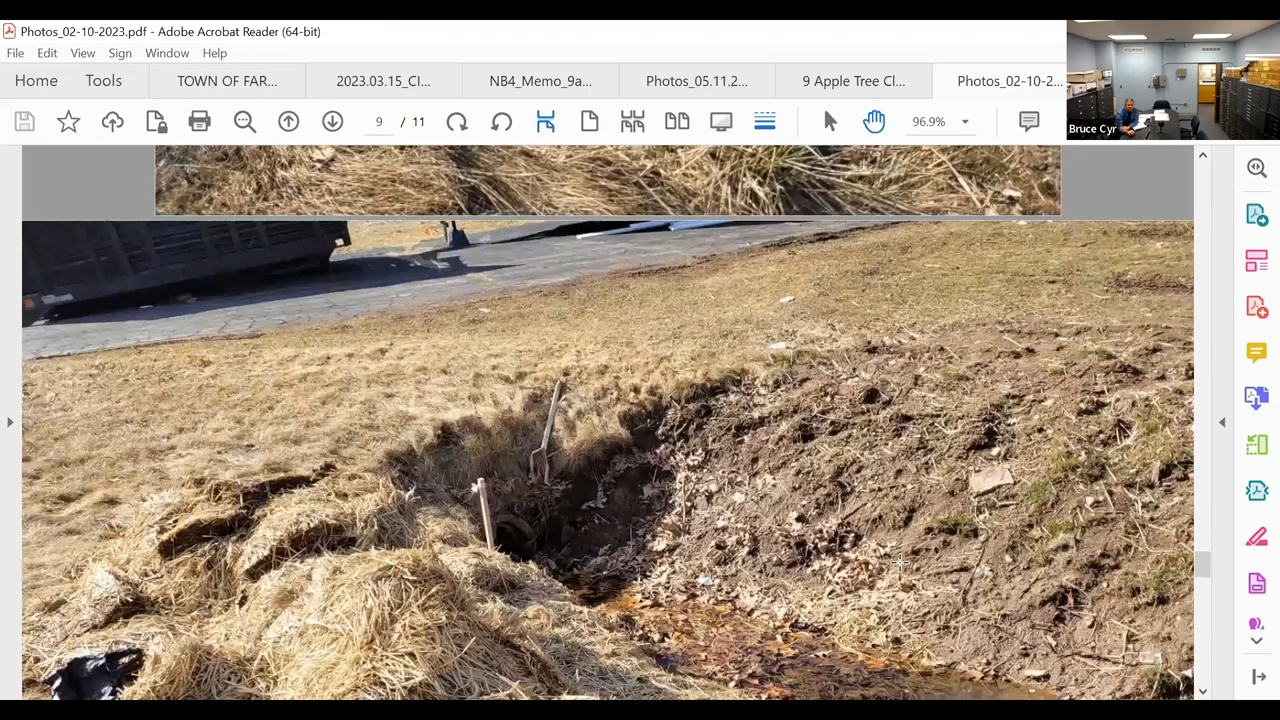 Photos_02-10-2023.pdf - Adobe Acrobat Reader (64-bit)
File Edit View Sign Window Help
Home Tools TOWN OF FAR... 2023.03.15_Cl... NB4_Memo_9a... Photos_05.11.2... 9 Apple Tree Cl... Photos_02-10-2...
9 / 11 96.9%
Bruce Cyr